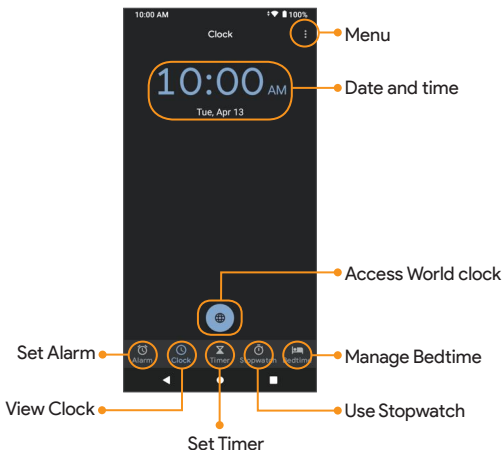 10:00 AM 100%
Clock
Menu
10:00 AM
Date and time
Tue, Apr 13
Access World clock
Set Alarm
Alarm Clock Timer Stopwatch Bedtime
Manage Bedtime
View Clock
Use Stopwatch
Set Timer